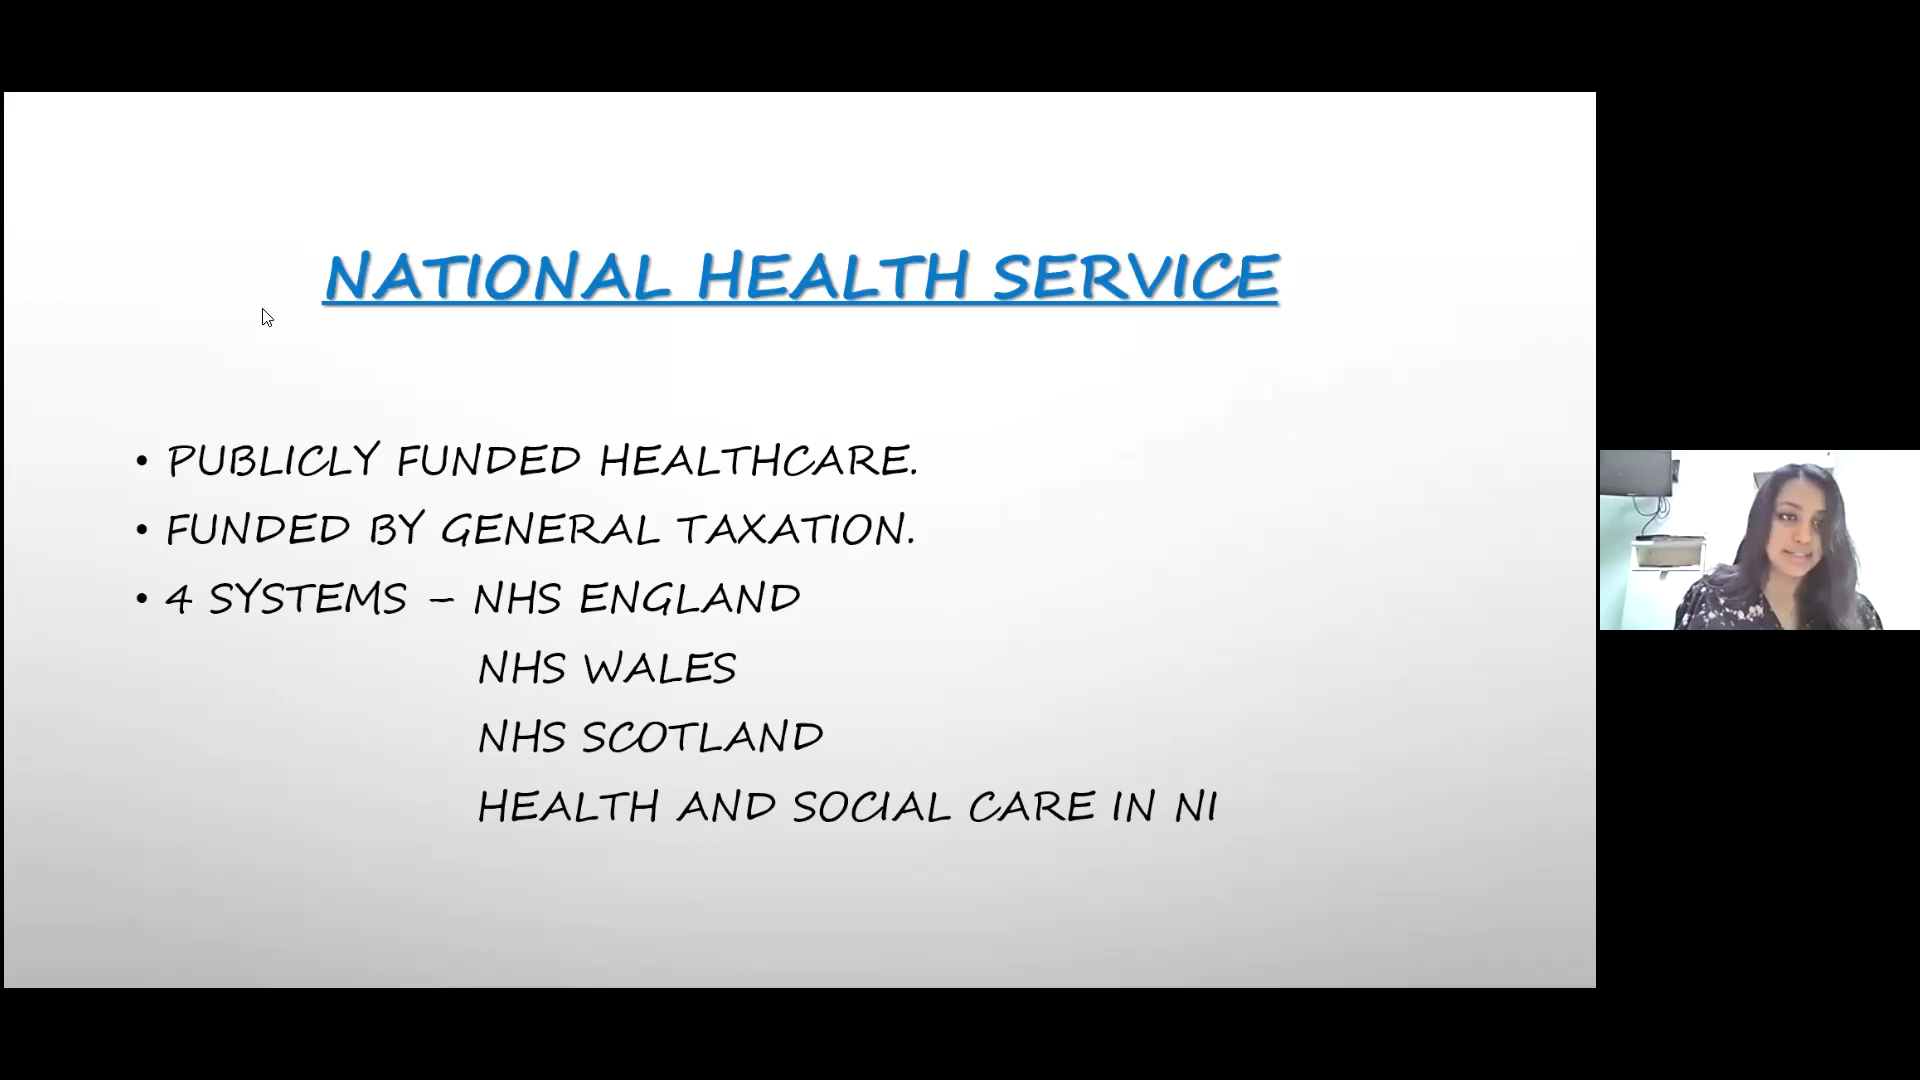 NATIONAL HEALTH SERVICE
• PUBLICLY FUNDED HEALTHCARE.
• FUNDED BY GENERAL TAXATION.
• 4 SYSTEMS – NHS ENGLAND
NHS WALES
NHS SCOTLAND
HEALTH AND SOCIAL CARE IN NI